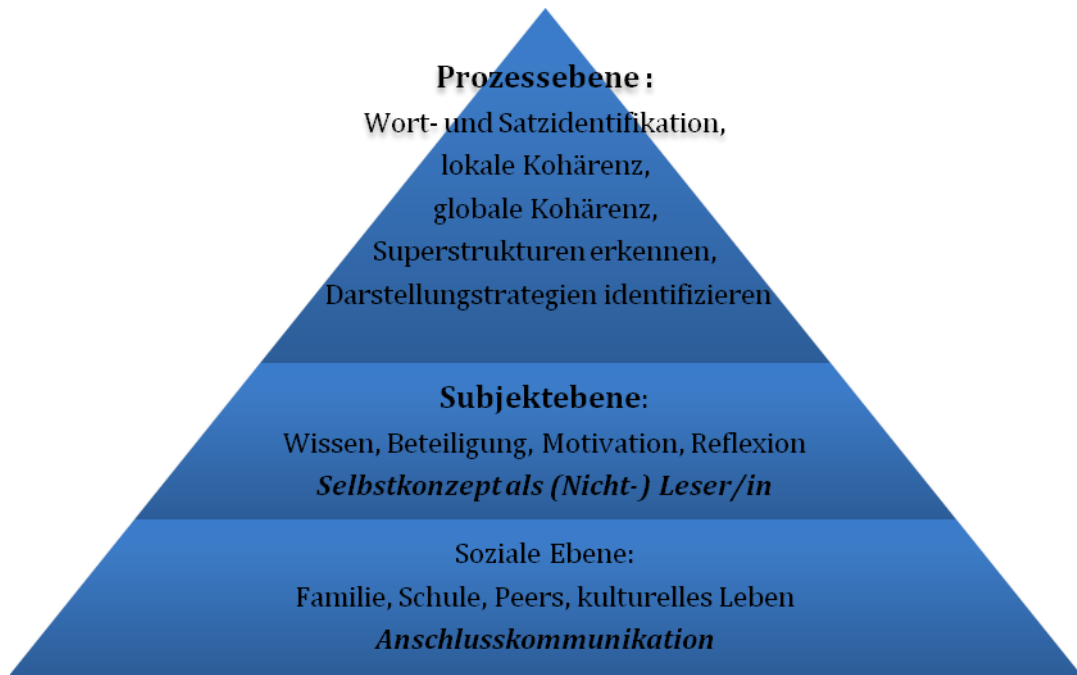 Prozessebene :
Wort- und Satzidentifikation,
lokale Kohärenz,
globale Kohärenz,
Superstrukturen erkennen,
Darstellungstrategien identifizieren
Subjektebene:
Wissen, Beteiligung, Motivation, Reflexion
Selbstkonzept als (Nicht-) Leser/in
Soziale Ebene:
Familie, Schule, Peers, kulturelles Leben
Anschlusskommunikation